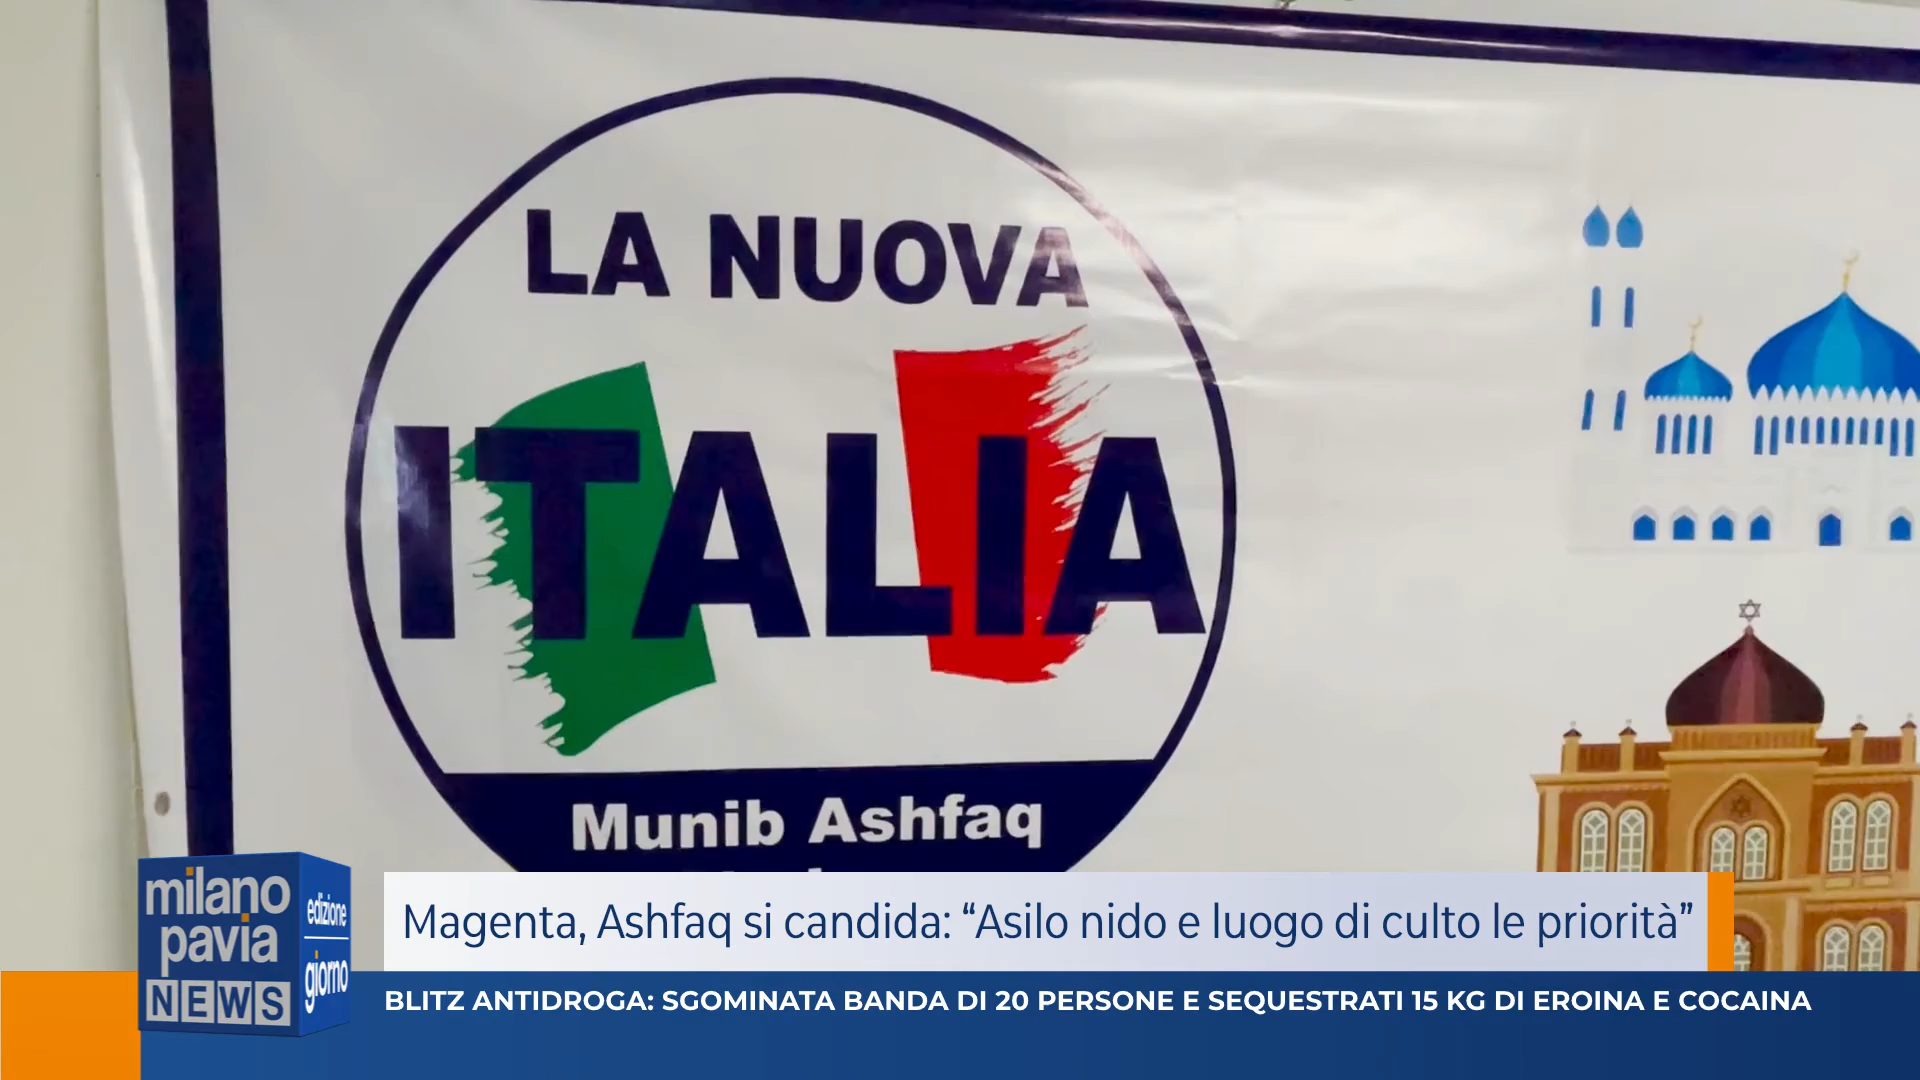 LA NUOVA
ITALIA
Munib Ashfaq
milano
pavia
NEWS
edizione
giorno
Magenta, Ashfaq si candida: “Asilo nido e luogo di culto le priorità”
BLITZ ANTIDROGA: SGOMINATA BANDA DI 20 PERSONE E SEQUESTRATI 15 KG DI EROINA E COCAINA